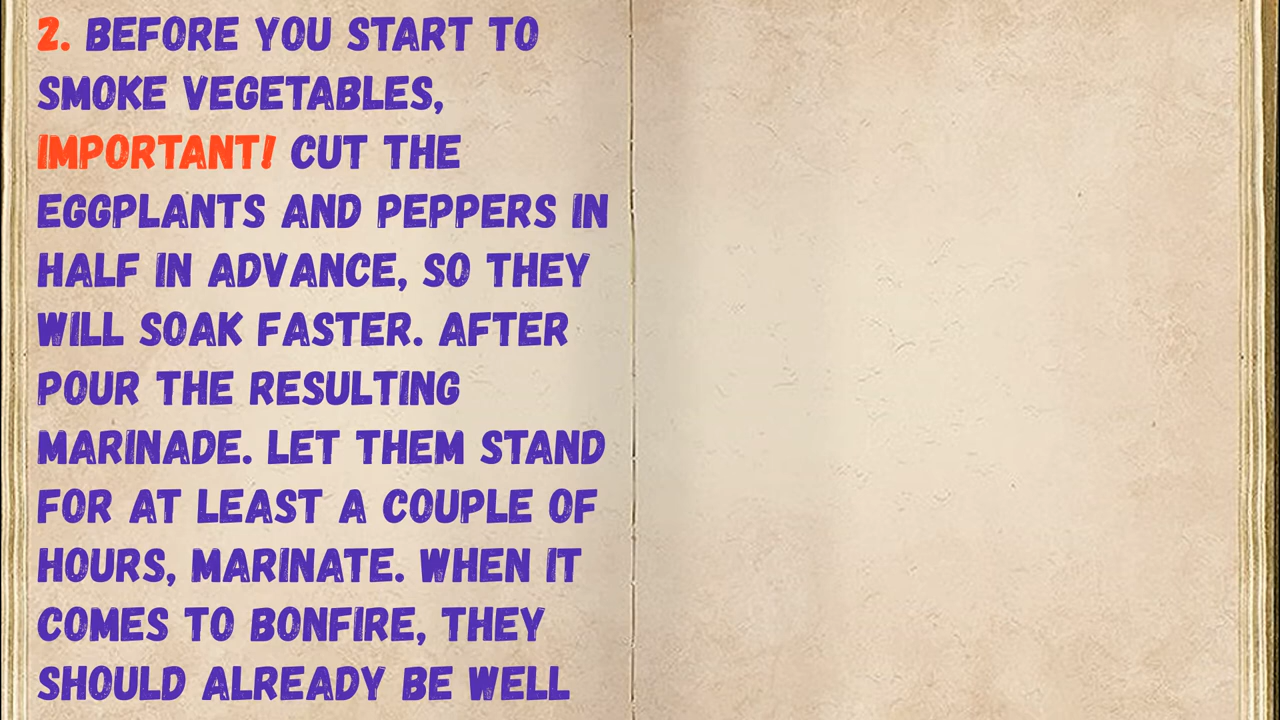 2. BEFORE YOU START TO
SMOKE VEGETABLES,
IMPORTANT! CUT THE
EGGPLANTS AND PEPPERS IN
HALF IN ADVANCE, SO THEY
WILL SOAK FASTER. AFTER
POUR THE RESULTING
MARINADE. LET THEM STAND
FOR AT LEAST A COUPLE OF
HOURS, MARINATE. WHEN IT
COMES TO BONFIRE, THEY
SHOULD ALREADY BE WELL